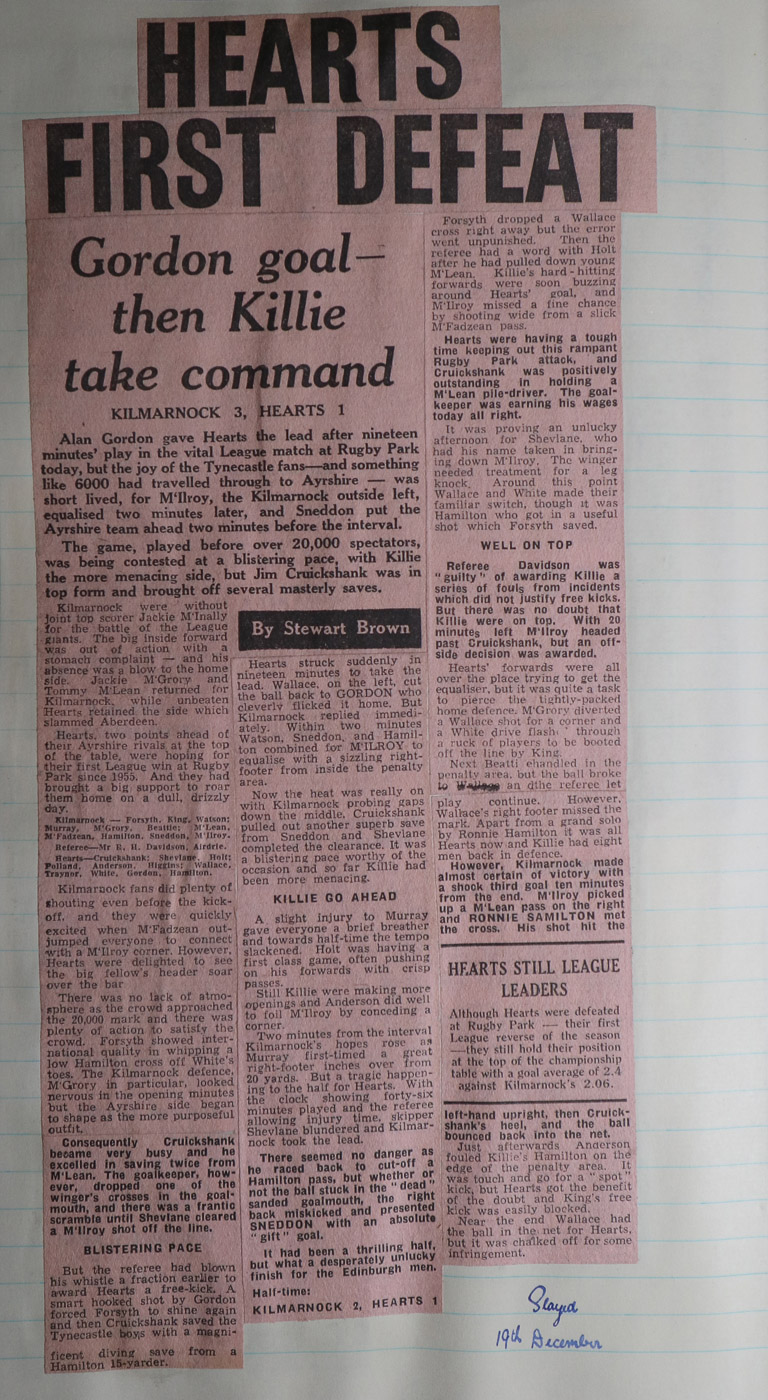 HEARTS
FIRST DEFEAT
Gordon goal—
then Killie
take command
KILMARNOCK 3, HEARTS 1
Alan Gordon gave Hearts the lead after nineteen
minutes' play in the vital League match at Rugby Park
today, but the joy of the Tynecastle fans—and something
like 6000 had travelled through to Ayrshire — was
short lived, for M'Ilroy, the Kilmarnock outside left,
equalised two minutes later, and Sneddon put the
Ayrshire team ahead two minutes before the interval.
The game, played before over 20,000 spectators,
was being contested at a blistering pace, with Killie
the more menacing side, but Jim Cruickshank was in
top form and brought off several masterly saves.
Kilmarnock were without
joint top scorer Jackie M'Inally
for the battle of the League
giants. The big inside forward
was out of action with a
stomach complaint — and his
absence was a blow to the home
side. Jackie M'Grory and
Tommy M'Lean returned for
Kilmarnock, while unbeaten
Hearts retained the side which
slammed Aberdeen.
Hearts, two points ahead of
their Ayrshire rivals at the top
of the table, were hoping for
their first League win at Rugby
Park since 1955. And they had
brought a big support to roar
them home on a dull, drizzly
day.
Kilmarnock — Forsyth, King, Watson;
Murray, M'Grory, Beattie; M'Lean,
M'Fadzean, Hamilton, Sneddon, M'Ilroy.
Referee—Mr R. H. Davidson, Airdrie.
Hearts—Cruickshank; Shevlane, Holt;
Polland, Anderson, Higgins; Wallace,
Traynor, White, Gordon, Hamilton.
Kilmarnock fans did plenty of
shouting even before the kick-
off, and they were quickly
excited when M'Fadzean out-
jumped everyone to connect
with a M'Ilroy corner. However,
Hearts were delighted to see
the big fellow's header soar
over the bar
There was no lack of atmo-
sphere as the crowd approached
the 20,000 mark and there was
plenty of action to satisfy the
crowd. Forsyth showed inter-
national quality in whipping a
low Hamilton cross off White's
toes. The Kilmarnock defence,
M'Grory in particular, looked
nervous in the opening minutes
but the Ayrshire side began
to shape as the more purposeful
outfit.
Consequently Cruickshank
became very busy and he
excelled in saving twice from
M'Lean. The goalkeeper, how-
ever, dropped one of the
winger's crosses in the goal-
mouth, and there was a frantic
scramble until Shevlane cleared
a M'Ilroy shot off the line.
BLISTERING PACE
But the referee had blown
his whistle a fraction earlier to
award Hearts a free-kick. A
smart hooked shot by Gordon
forced Forsyth to shine again
and then Cruickshank saved the
Tynecastle boys with a magni-
ficent diving save from a
Hamilton 15-yarder.
By Stewart Brown
Hearts struck suddenly in
nineteen minutes to take the
lead. Wallace, on the left, cut
the ball back to GORDON who
cleverly flicked it home. But
Kilmarnock replied immedi-
ately. Within two minutes
Watson, Sneddon, and Hamil-
ton combined for M'ILROY to
equalise with a sizzling right-
footer from inside the penalty
area.
Now the heat was really on
with Kilmarnock probing gaps
down the middle. Cruickshank
pulled out another superb save
from Sneddon and Shevlane
completed the clearance. It was
a blistering pace worthy of the
occasion and so far Killie had
been more menacing.
KILLIE GO AHEAD
A slight injury to Murray
gave everyone a brief breather
and towards half-time the tempo
slackened. Holt was having a
first class game, often pushing
on his forwards with crisp
passes.
Still Killie were making more
openings and Anderson did well
to foil M'Ilroy by conceding a
corner.
Two minutes from the interval
Kilmarnock's hopes rose as
Murray first-timed a great
right-footer inches over from
20 yards. But a tragic happen-
ing to the half for Hearts. With
the clock showing forty-six
minutes played and the referee
allowing injury time, skipper
Shevlane blundered and Kilmar-
nock took the lead.
There seemed no danger as
he raced back to cut-off a
Hamilton pass, but whether or
not the ball stuck in the "dead"
sanded goalmouth, the right
back miskicked and presented
SNEDDON with an absolute
"gift" goal.
It had been a thrilling half,
but what a desperately unlucky
finish for the Edinburgh men.
Half-time:
KILMARNOCK 2, HEARTS 1
Forsyth dropped a Wallace
cross right away but the error
went unpunished. Then the
referee had a word with Holt
after he had pulled down young
M'Lean. Killie's hard-hitting
forwards were soon buzzing
around Hearts' goal, and
M'Ilroy missed a fine chance
by shooting wide from a slick
M'Fadzean pass.
Hearts were having a tough
time keeping out this rampant
Rugby Park attack, and
Cruickshank was positively
outstanding in holding a
M'Lean pile-driver. The goal-
keeper was earning his wages
today all right.
It was proving an unlucky
afternoon for Shevlane, who
had his name taken in bring-
ing down M'Ilroy. The winger
needed treatment for a leg
knock. Around this point
Wallace and White made their
familiar switch, though it was
Hamilton who got in a useful
shot which Forsyth saved.
WELL ON TOP
Referee Davidson was
"guilty" of awarding Killie a
series of fouls from incidents
which did not justify free kicks.
But there was no doubt that
Killie were on top. With 20
minutes left M'Ilroy headed
past Cruickshank, but an off-
side decision was awarded.
Hearts' forwards were all
over the place trying to get the
equaliser, but it was quite a task
to pierce the tightly-packed
home defence. M'Grory diverted
a Wallace shot for a corner and
a White drive flash through
a ruck of players to be booted
off the line by King.
Next Beatti ehandled in the
penalty area, but the ball broke
to an dthe referee let
play continue. However,
Wallace's right footer missed the
mark. Apart from a grand solo
by Ronnie Hamilton it was all
Hearts now and Killie had eight
men back in defence.
However, Kilmarnock made
almost certain of victory with
a shock third goal ten minutes
from the end. M'Ilroy picked
up a M'Lean pass on the right
and RONNIE SAMILTON met
the cross. His shot hit the
HEARTS STILL LEAGUE
LEADERS
Although Hearts were defeated
at Rugby Park — their first
League reverse of the season
—they still hold their position
at the top of the championship
table with a goal average of 2.4
against Kilmarnock's 2.06.
left-hand upright, then Cruick-
shank's heel, and the ball
bounced back into the net.
Just afterwards Anderson
fouled Killie's Hamilton on the
edge of the penalty area. It
was touch and go for a "spot"
kick, but Hearts got the benefit
of the doubt and King's free
kick was easily blocked.
Near the end Wallace had
the ball in the net for Hearts,
but it was chalked off for some
infringement.
Played
19th December